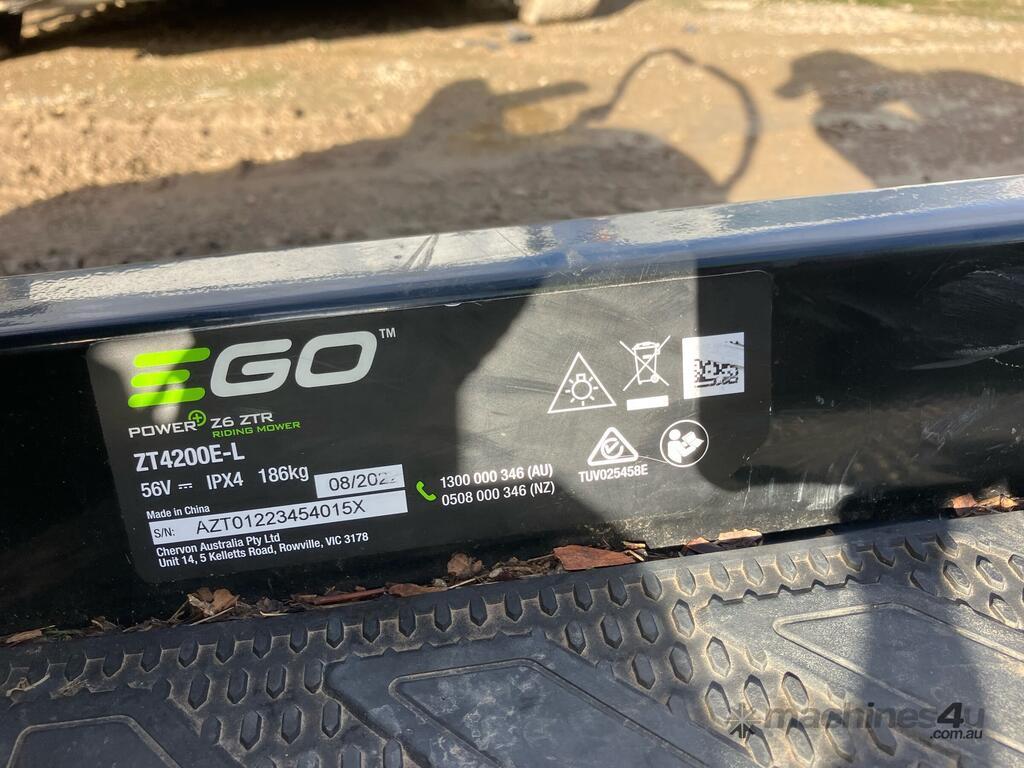 EGO™
POWER+ Z6 ZTR
RIDING MOWER
ZT4200E-L
56V ⎓ IPX4 186kg
08/2022
Made in China
S/N: AZT01223454015X
Chervon Australia Pty Ltd
Unit 14, 5 Kelletts Road, Rowville, VIC 3178
1300 000 346 (AU)
0508 000 346 (NZ)
TUV025458E
machines4u
.com.au